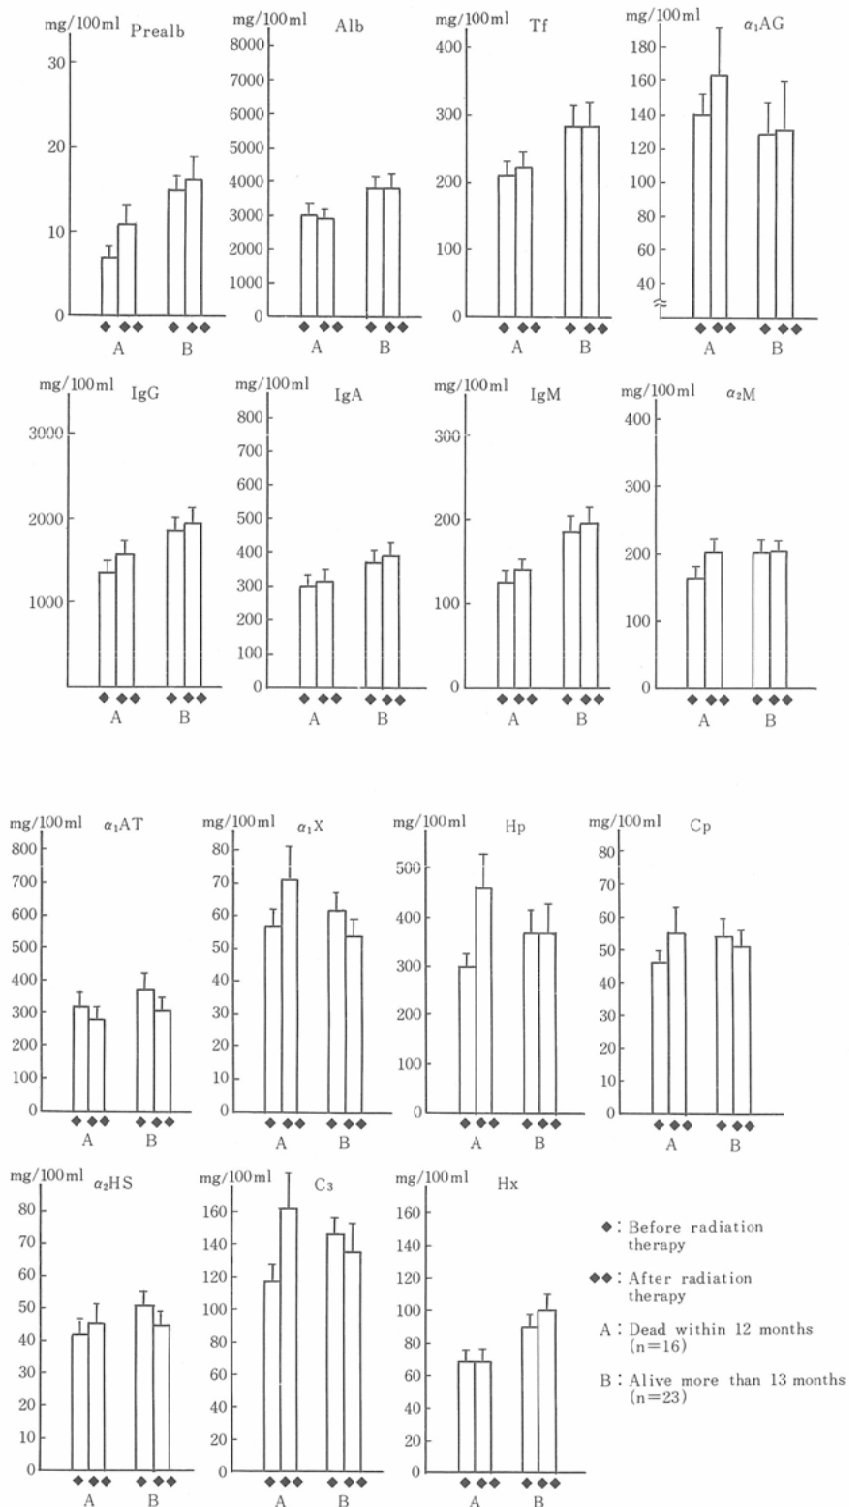 mg/100ml Prealb
30
20
10
0
◆ ◆◆ ◆ ◆◆
A B
mg/100ml Alb
8000
7000
6000
5000
4000
3000
2000
1000
0
◆ ◆◆ ◆ ◆◆
A B
mg/100ml Tf
400
300
200
100
0
◆ ◆◆ ◆ ◆◆
A B
mg/100ml α₁AG
180
160
140
120
100
80
60
40
◆ ◆◆ ◆ ◆◆
A B
mg/100ml IgG
3000
2000
1000
◆ ◆◆ ◆ ◆◆
A B
mg/100ml IgA
800
700
600
500
400
300
200
100
0
◆ ◆◆ ◆ ◆◆
A B
mg/100ml IgM
300
200
100
0
◆ ◆◆ ◆ ◆◆
A B
mg/100ml α₂M
400
300
200
100
0
◆ ◆◆ ◆ ◆◆
A B
mg/100ml α₁AT
800
700
600
500
400
300
200
100
0
◆ ◆◆ ◆ ◆◆
A B
mg/100ml α₁X
80
70
60
50
40
30
20
10
0
◆ ◆◆ ◆ ◆◆
A B
mg/100ml Hp
500
400
300
200
100
0
◆ ◆◆ ◆ ◆◆
A B
mg/100ml Cp
80
70
60
50
40
30
20
10
0
◆ ◆◆ ◆ ◆◆
A B
mg/100ml α₂HS
80
70
60
50
40
30
20
10
0
◆ ◆◆ ◆ ◆◆
A B
mg/100ml C₃
160
140
120
100
80
60
40
20
0
◆ ◆◆ ◆ ◆◆
A B
mg/100ml Hx
160
140
120
100
80
60
40
20
0
◆ ◆◆ ◆ ◆◆
A B
◆ : Before radiation
therapy
◆◆ : After radiation
therapy
A : Dead within 12 months
(n=16)
B : Alive more than 13 months
(n=23)